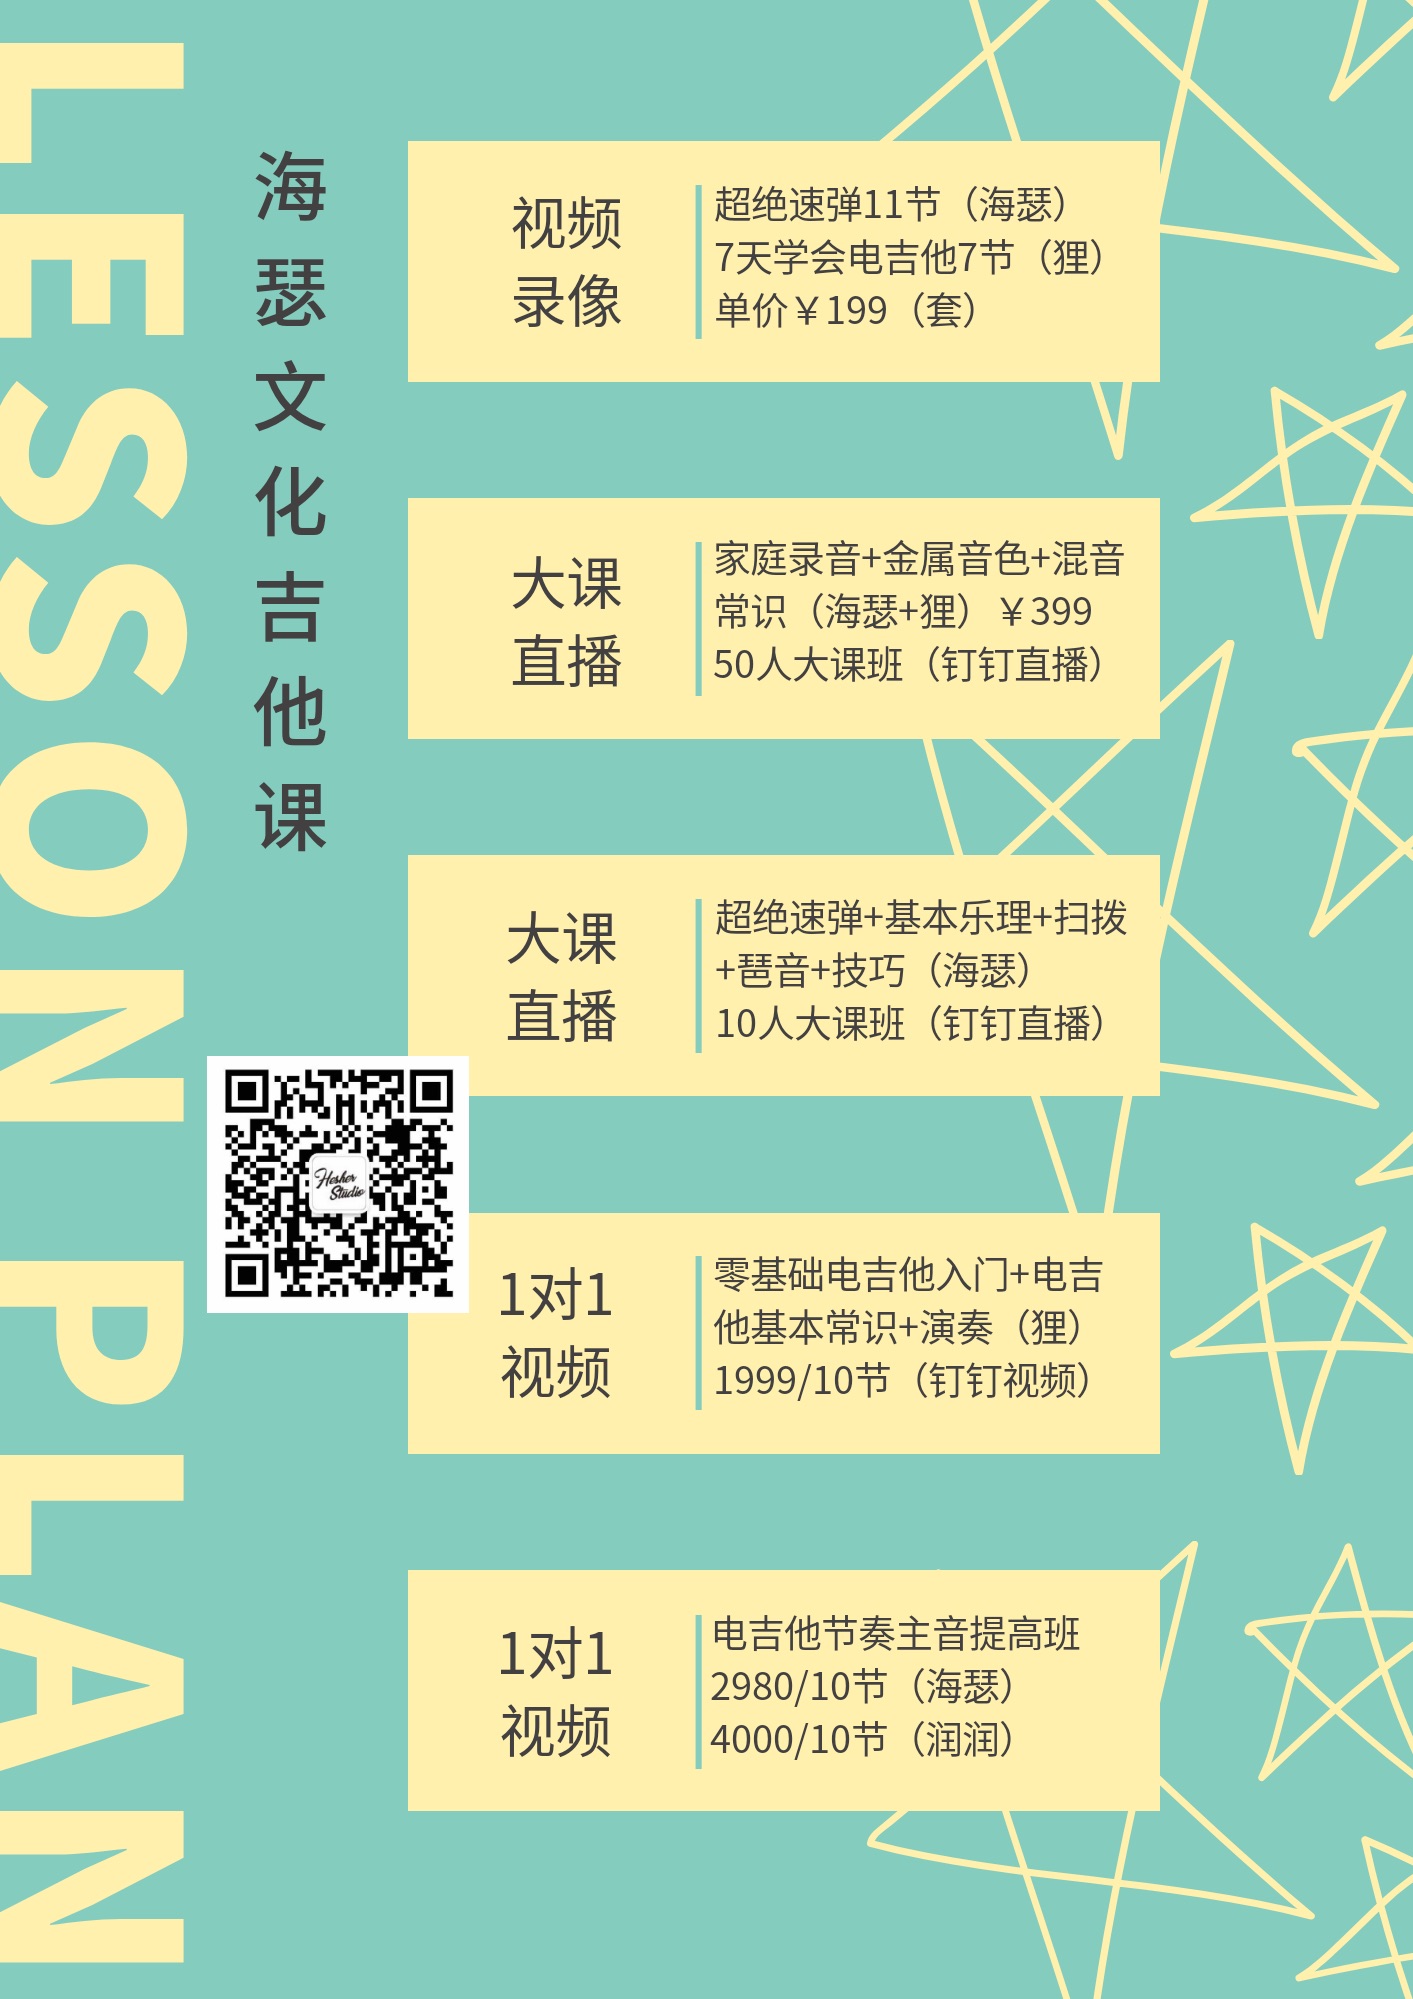 LESSON PLAN
海瑟文化吉他课
视频
录像
超绝速弹11节（海瑟）
7天学会电吉他7节（狸）
单价￥199（套）
大课
直播
家庭录音+金属音色+混音
常识（海瑟+狸）￥399
50人大课班（钉钉直播）
大课
直播
超绝速弹+基本乐理+扫拨
+琶音+技巧（海瑟）
10人大课班（钉钉直播）
Hesher
Studio
1对1
视频
零基础电吉他入门+电吉
他基本常识+演奏（狸）
1999/10节（钉钉视频）
1对1
视频
电吉他节奏主音提高班
2980/10节（海瑟）
4000/10节（润润）